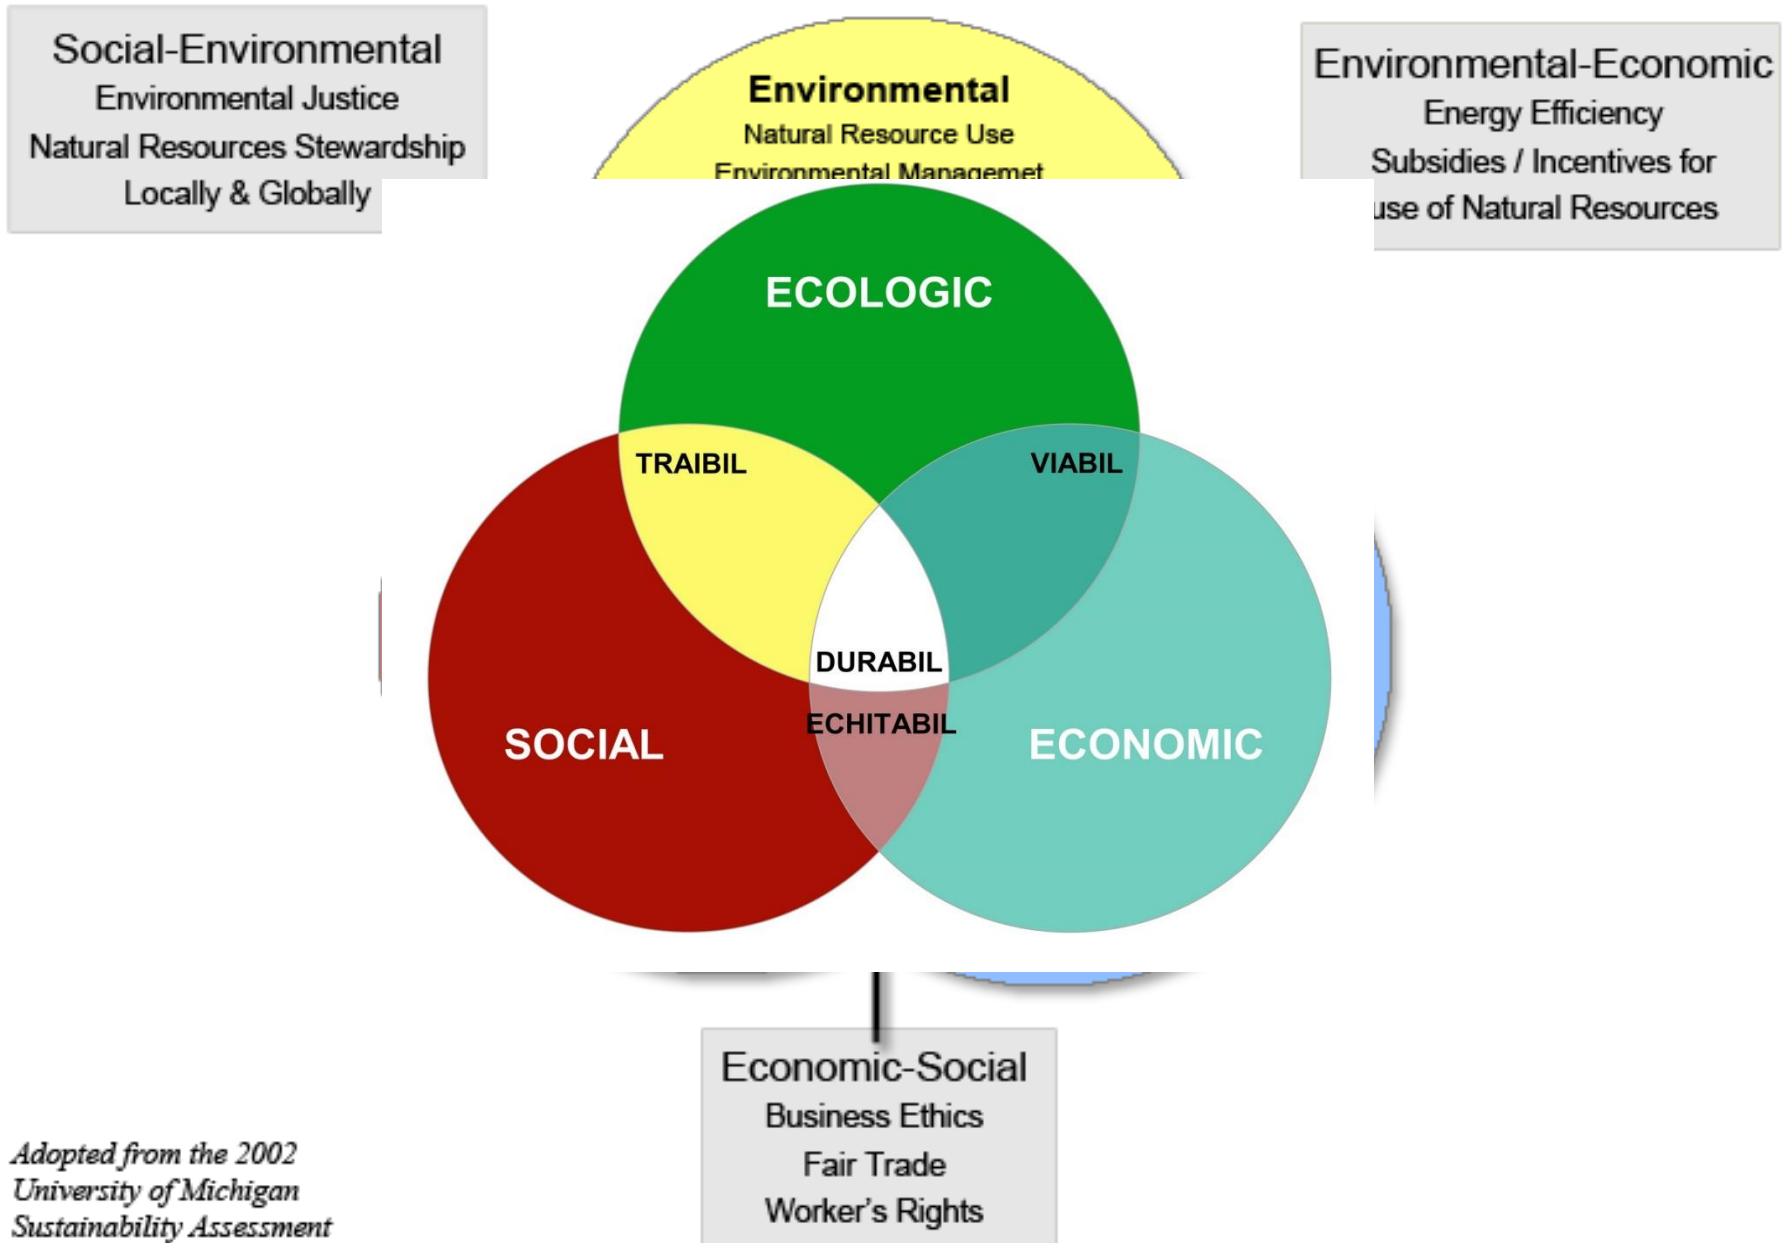 Social-Environmental
Environmental Justice
Natural Resources Stewardship
Locally & Globally
Environmental
Natural Resource Use
Environmental Managemet
Environmental-Economic
Energy Efficiency
Subsidies / Incentives for
use of Natural Resources
ECOLOGIC
TRAIBIL
VIABIL
DURABIL
ECHITABIL
SOCIAL
ECONOMIC
Economic-Social
Business Ethics
Fair Trade
Worker's Rights
Adopted from the 2002
University of Michigan
Sustainability Assessment